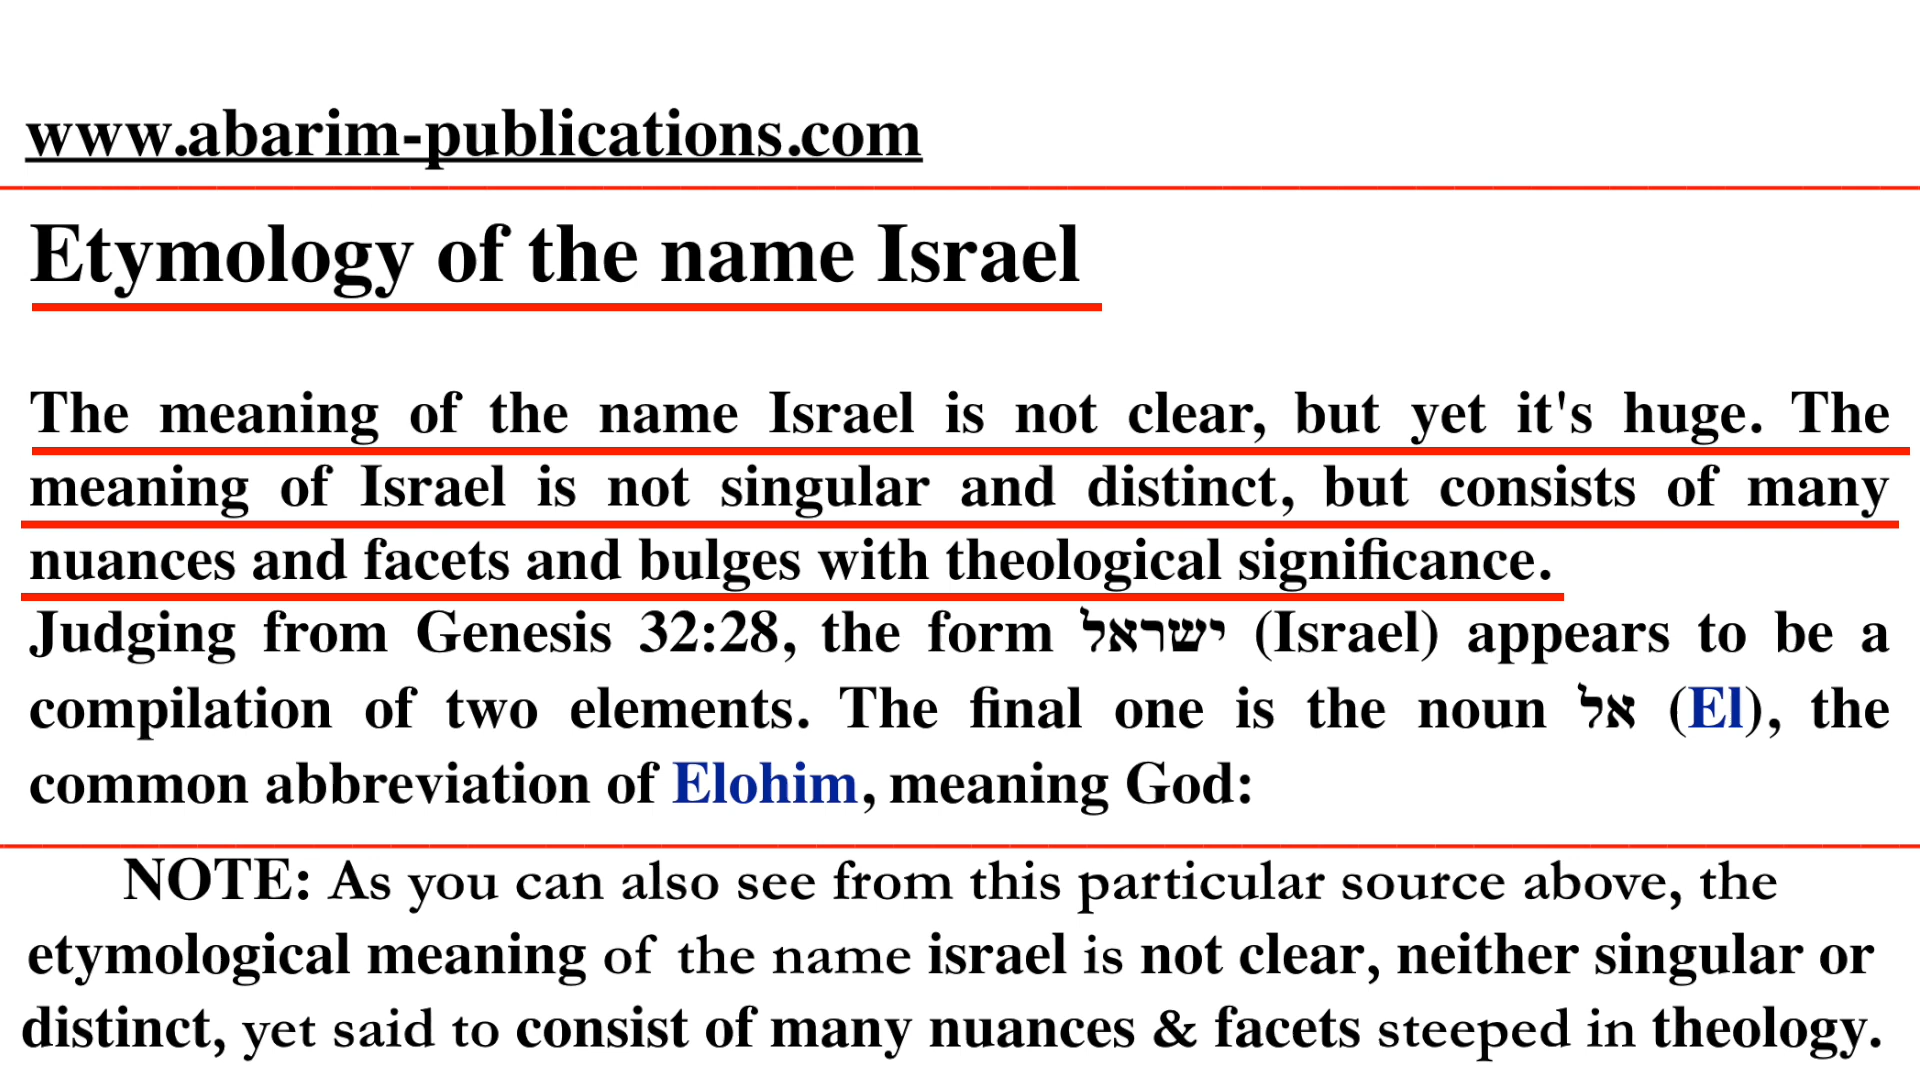 www.abarim-publications.com
Etymology of the name Israel
The meaning of the name Israel is not clear, but yet it's huge. The
meaning of Israel is not singular and distinct, but consists of many
nuances and facets and bulges with theological significance.
Judging from Genesis 32:28, the form ישראל (Israel) appears to be a
compilation of two elements. The final one is the noun אל (El), the
common abbreviation of Elohim, meaning God:
NOTE: As you can also see from this particular source above, the
etymological meaning of the name israel is not clear, neither singular or
distinct, yet said to consist of many nuances & facets steeped in theology.